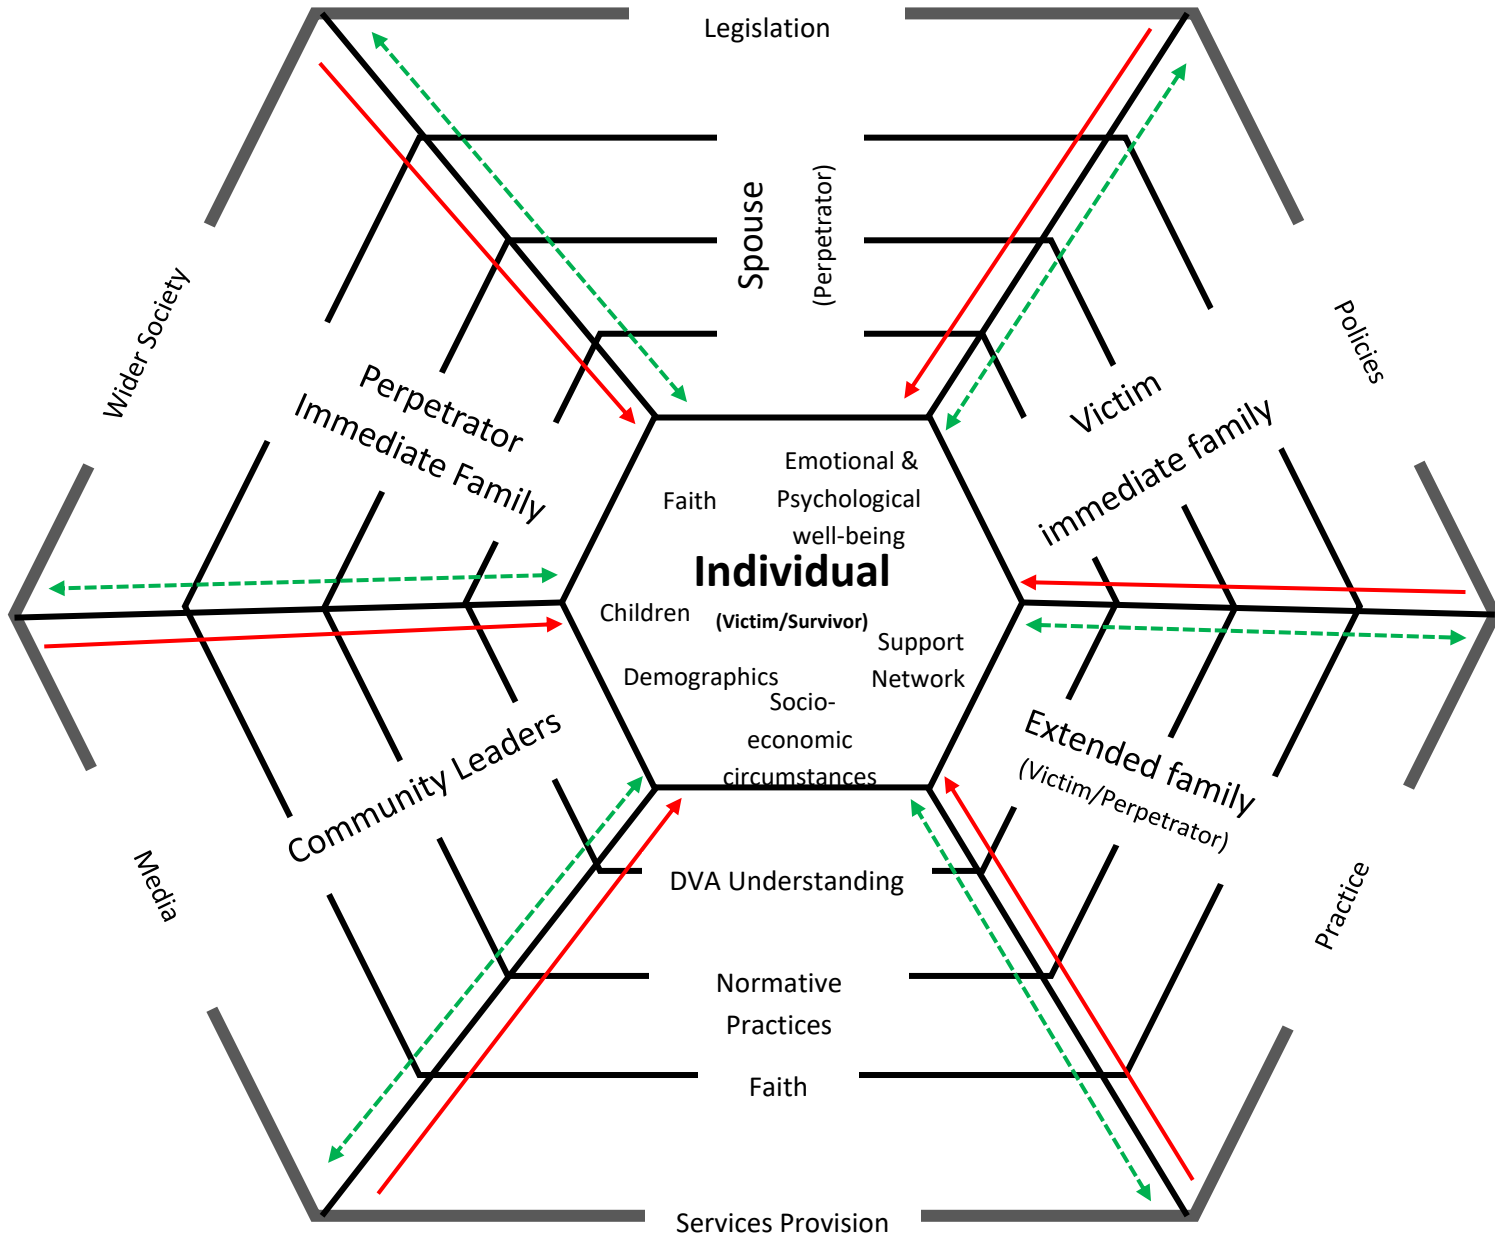 Legislation
Spouse
(Perpetrator)
Wider Society
Policies
Perpetrator
Immediate Family
Victim
immediate family
Emotional &
Psychological
well-being
Faith
Individual
(Victim/Survivor)
Children
Support
Network
Demographics
Socio-
economic
circumstances
Community Leaders
Extended family
(Victim/Perpetrator)
Media
Practice
DVA Understanding
Normative
Practices
Faith
Services Provision